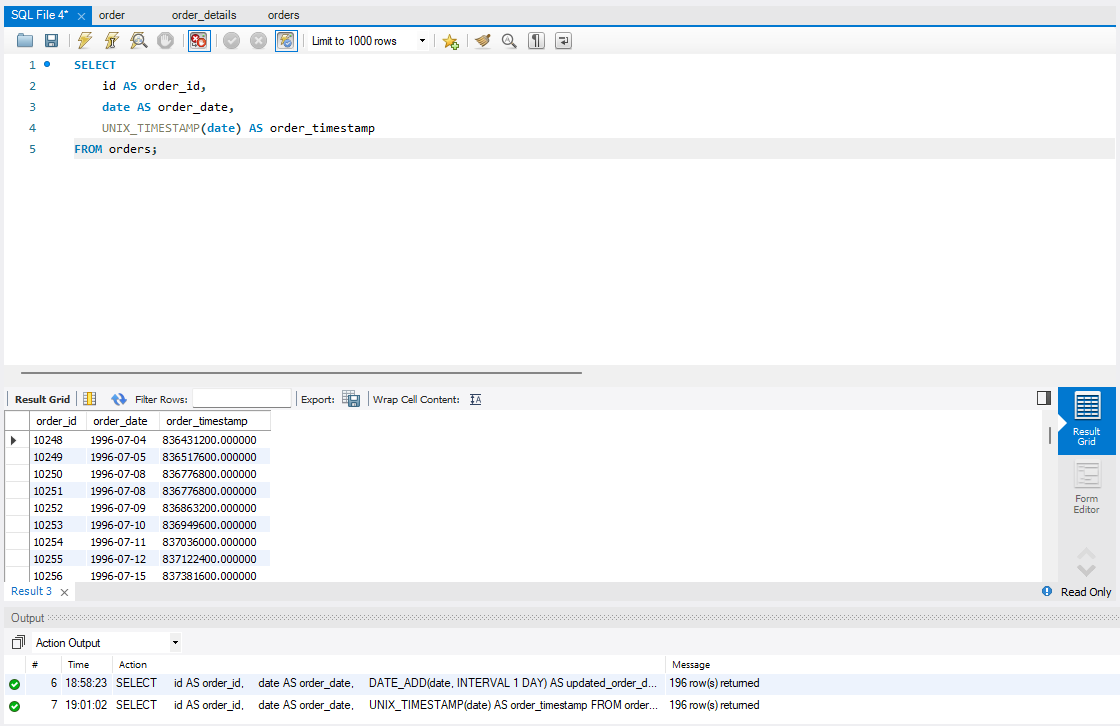 SQL File 4* order order_details orders
Limit to 1000 rows
1 SELECT
2 id AS order_id,
3 date AS order_date,
4 UNIX_TIMESTAMP(date) AS order_timestamp
5 FROM orders;
Result Grid Filter Rows: Export: Wrap Cell Content:
order_id order_date order_timestamp
10248 1996-07-04 836431200.000000
10249 1996-07-05 836517600.000000
10250 1996-07-08 836776800.000000
10251 1996-07-08 836776800.000000
10252 1996-07-09 836863200.000000
10253 1996-07-10 836949600.000000
10254 1996-07-11 837036000.000000
10255 1996-07-12 837122400.000000
10256 1996-07-15 837381600.000000
Result
Grid
Form
Editor
Result 3 Read Only
Output
Action Output
# Time Action Message
6 18:58:23 SELECT id AS order_id, date AS order_date, DATE_ADD(date, INTERVAL 1 DAY) AS updated_order_d... 196 row(s) returned
7 19:01:02 SELECT id AS order_id, date AS order_date, UNIX_TIMESTAMP(date) AS order_timestamp FROM order... 196 row(s) returned